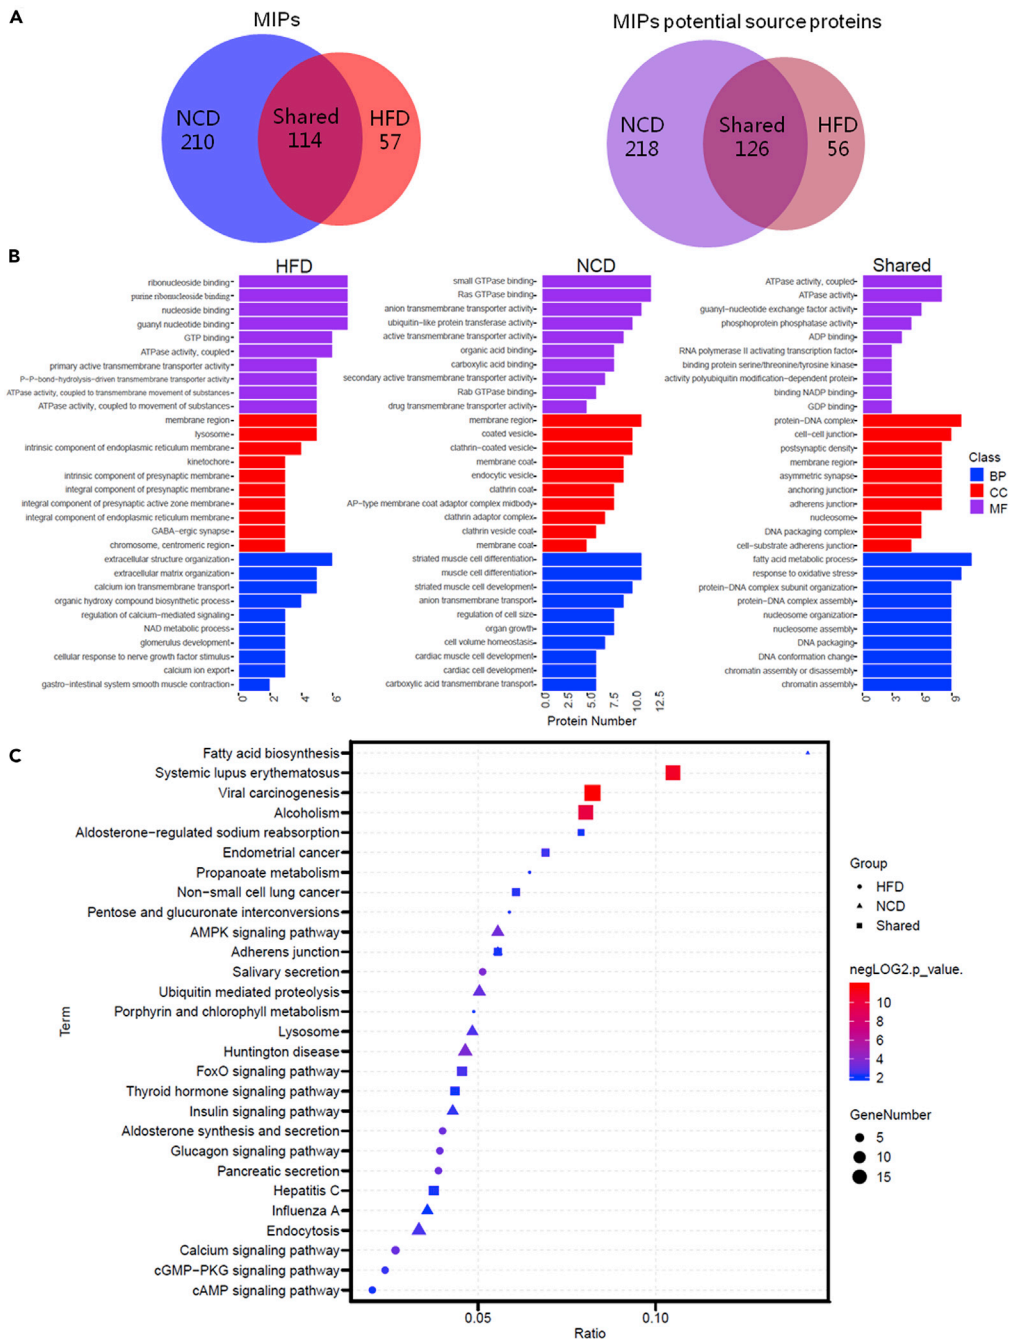 A
MIPs
NCD
210
Shared
114
HFD
57
MIPs potential source proteins
NCD
218
Shared
126
HFD
56
B
HFD
ribonucleoside binding
purine ribonucleoside binding
nucleoside binding
guanyl nucleotide binding
GTP binding
ATPase activity, coupled
primary active transmembrane transporter activity
P-P-bond-hydrolysis-driven transmembrane transporter activity
ATPase activity, coupled to transmembrane movement of substances
ATPase activity, coupled to movement of substances
membrane region
lysosome
intrinsic component of endoplasmic reticulum membrane
kinetochore
intrinsic component of presynaptic membrane
integral component of presynaptic membrane
integral component of presynaptic active zone membrane
integral component of endoplasmic reticulum membrane
GABA-ergic synapse
chromosome, centromeric region
extracellular structure organization
extracellular matrix organization
calcium ion transmembrane transport
organic hydroxy compound biosynthetic process
regulation of calcium-mediated signaling
NAD metabolic process
glomerulus development
cellular response to nerve growth factor stimulus
calcium ion export
gastro-intestinal system smooth muscle contraction
0 2 4 6
NCD
small GTPase binding
Ras GTPase binding
anion transmembrane transporter activity
ubiquitin-like protein transferase activity
active transmembrane transporter activity
organic acid binding
carboxylic acid binding
secondary active transmembrane transporter activity
Rab GTPase binding
drug transmembrane transporter activity
membrane region
coated vesicle
clathrin-coated vesicle
membrane coat
endocytic vesicle
clathrin coat
AP-type membrane coat adaptor complex midbody
clathrin adaptor complex
clathrin vesicle coat
membrane coat
striated muscle cell differentiation
muscle cell differentiation
striated muscle cell development
anion transmembrane transport
regulation of cell size
organ growth
cell volume homeostasis
cardiac muscle cell development
cardiac cell development
carboxylic acid transmembrane transport
0.0 2.5 5.0 7.5 10.0 12.5
Protein Number
Shared
ATPase activity, coupled
ATPase activity
guanyl-nucleotide exchange factor activity
phosphoprotein phosphatase activity
ADP binding
RNA polymerase II activating transcription factor
binding protein serine/threonine/tyrosine kinase
activity polyubiquitin modification-dependent protein
binding NADP binding
GDP binding
protein-DNA complex
cell-cell junction
postsynaptic density
membrane region
asymmetric synapse
anchoring junction
adherens junction
nucleosome
DNA packaging complex
cell-substrate adherens junction
fatty acid metabolic process
response to oxidative stress
protein-DNA complex subunit organization
protein-DNA complex assembly
nucleosome organization
nucleosome assembly
DNA packaging
DNA conformation change
chromatin assembly or disassembly
chromatin assembly
0 3 6 9
Class
BP
CC
MF
C
Term
Fatty acid biosynthesis
Systemic lupus erythematosus
Viral carcinogenesis
Alcoholism
Aldosterone-regulated sodium reabsorption
Endometrial cancer
Propanoate metabolism
Non-small cell lung cancer
Pentose and glucuronate interconversions
AMPK signaling pathway
Adherens junction
Salivary secretion
Ubiquitin mediated proteolysis
Porphyrin and chlorophyll metabolism
Lysosome
Huntington disease
FoxO signaling pathway
Thyroid hormone signaling pathway
Insulin signaling pathway
Aldosterone synthesis and secretion
Glucagon signaling pathway
Pancreatic secretion
Hepatitis C
Influenza A
Endocytosis
Calcium signaling pathway
cGMP-PKG signaling pathway
cAMP signaling pathway
0.05 0.10
Ratio
Group
HFD
NCD
Shared
negLOG2.p_value.
10
8
6
4
2
GeneNumber
5
10
15